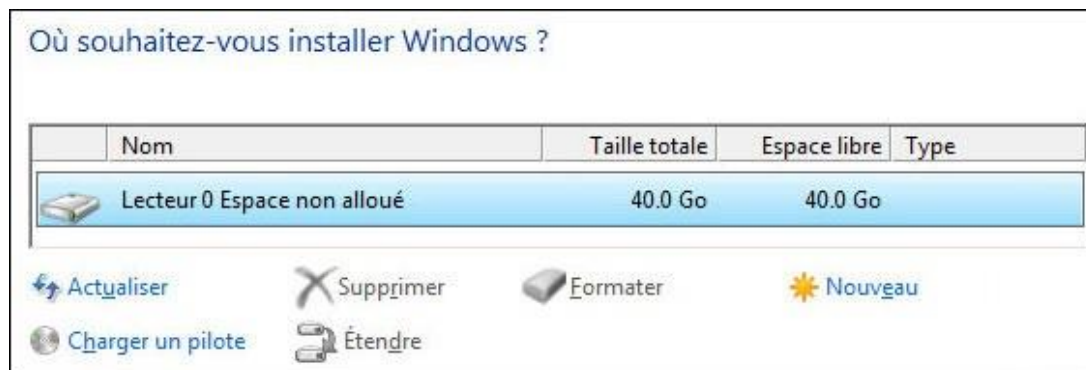 Où souhaitez-vous installer Windows ?
Nom Taille totale Espace libre Type
Lecteur 0 Espace non alloué 40.0 Go 40.0 Go
Actualiser Supprimer Formater Nouveau
Charger un pilote Étendre